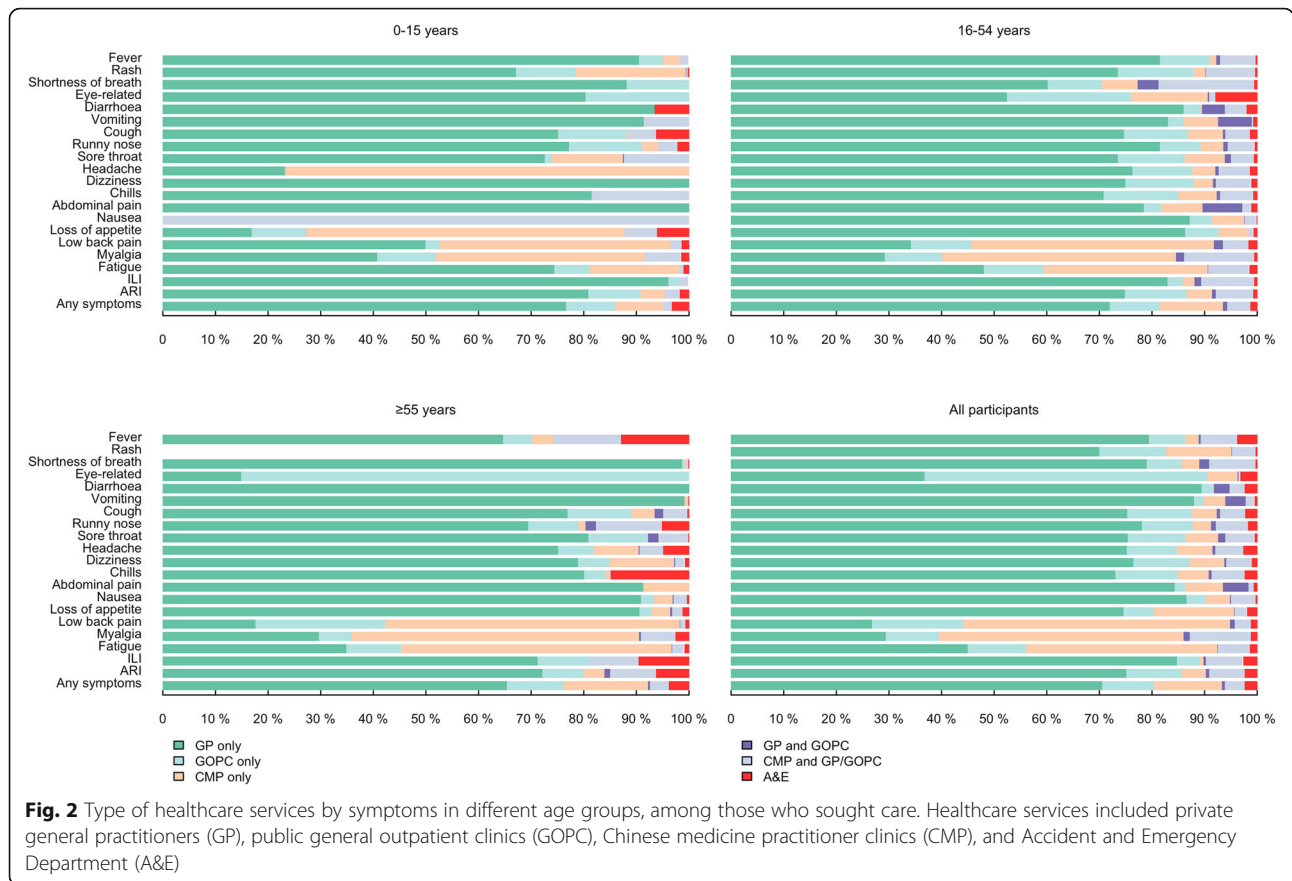 0-15 years
16-54 years
Fever
Rash
Shortness of breath
Eye-related
Diarrhoea
Vomiting
Cough
Runny nose
Sore throat
Headache
Dizziness
Chills
Abdominal pain
Nausea
Loss of appetite
Low back pain
Myalgia
Fatigue
ILI
ARI
Any symptoms
0 10 % 20 % 30 % 40 % 50 % 60 % 70 % 80 % 90 % 100 %
0 10 % 20 % 30 % 40 % 50 % 60 % 70 % 80 % 90 % 100 %
≥55 years
All participants
Fever
Rash
Shortness of breath
Eye-related
Diarrhoea
Vomiting
Cough
Runny nose
Sore throat
Headache
Dizziness
Chills
Abdominal pain
Nausea
Loss of appetite
Low back pain
Myalgia
Fatigue
ILI
ARI
Any symptoms
0 10 % 20 % 30 % 40 % 50 % 60 % 70 % 80 % 90 % 100 %
0 10 % 20 % 30 % 40 % 50 % 60 % 70 % 80 % 90 % 100 %
GP only
GOPC only
CMP only
GP and GOPC
CMP and GP/GOPC
A&E
Fig. 2 Type of healthcare services by symptoms in different age groups, among those who sought care. Healthcare services included private
general practitioners (GP), public general outpatient clinics (GOPC), Chinese medicine practitioner clinics (CMP), and Accident and Emergency
Department (A&E)